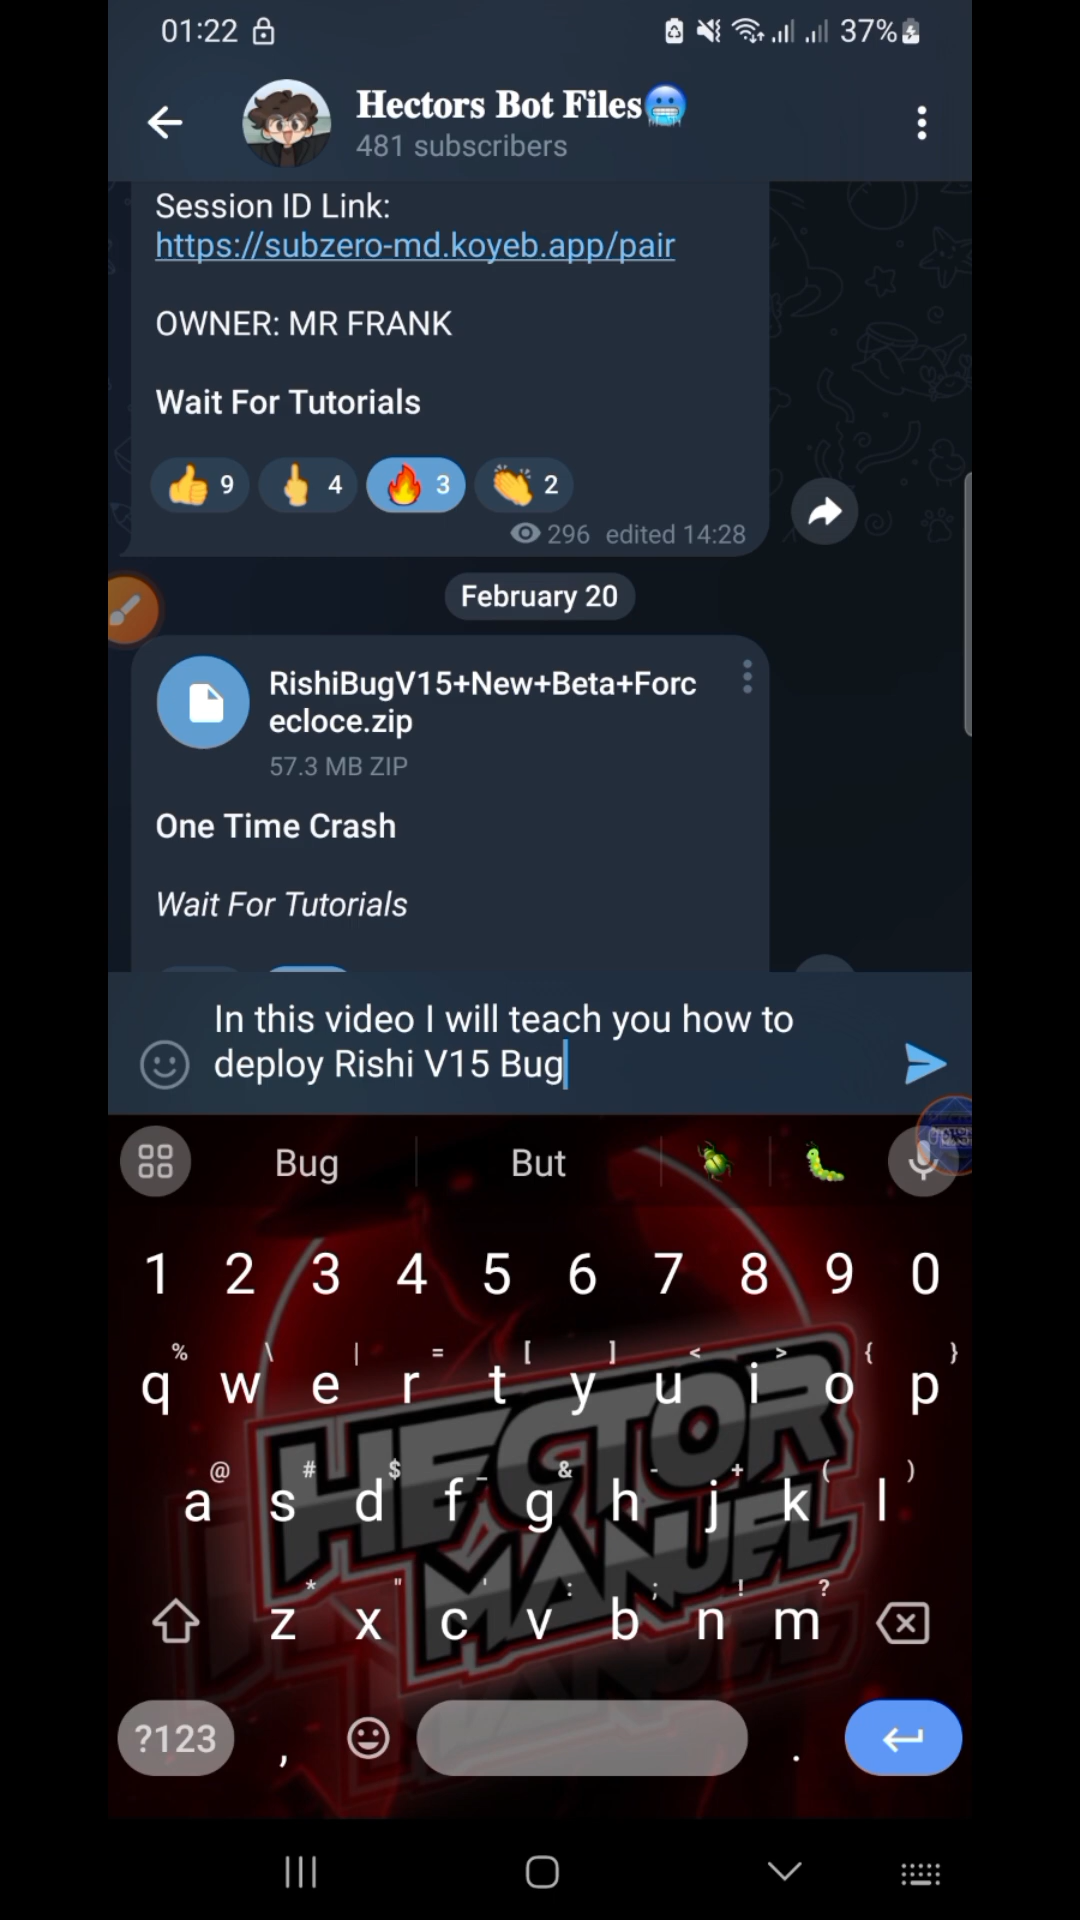 01:22 37%
Hectors Bot Files🥶
481 subscribers
Session ID Link:
https://subzero-md.koyeb.app/pair
OWNER: MR FRANK
Wait For Tutorials
👍 9 🖕 4 🔥 3 👏 2
296 edited 14:28
February 20
RishiBugV15+New+Beta+Forc
ecloce.zip
57.3 MB ZIP
One Time Crash
Wait For Tutorials
In this video I will teach you how to
deploy Rishi V15 Bug
Bug But 🪲 🐛
1 2 3 4 5 6 7 8 9 0
% \ | = [ ] < > { }
q w e r t y u i o p
@ # $ _ & - + ( )
a s d f g h j k l
* " ' : ; ! ?
z x c v b n m
?123 , .
HECTOR
MANUEL